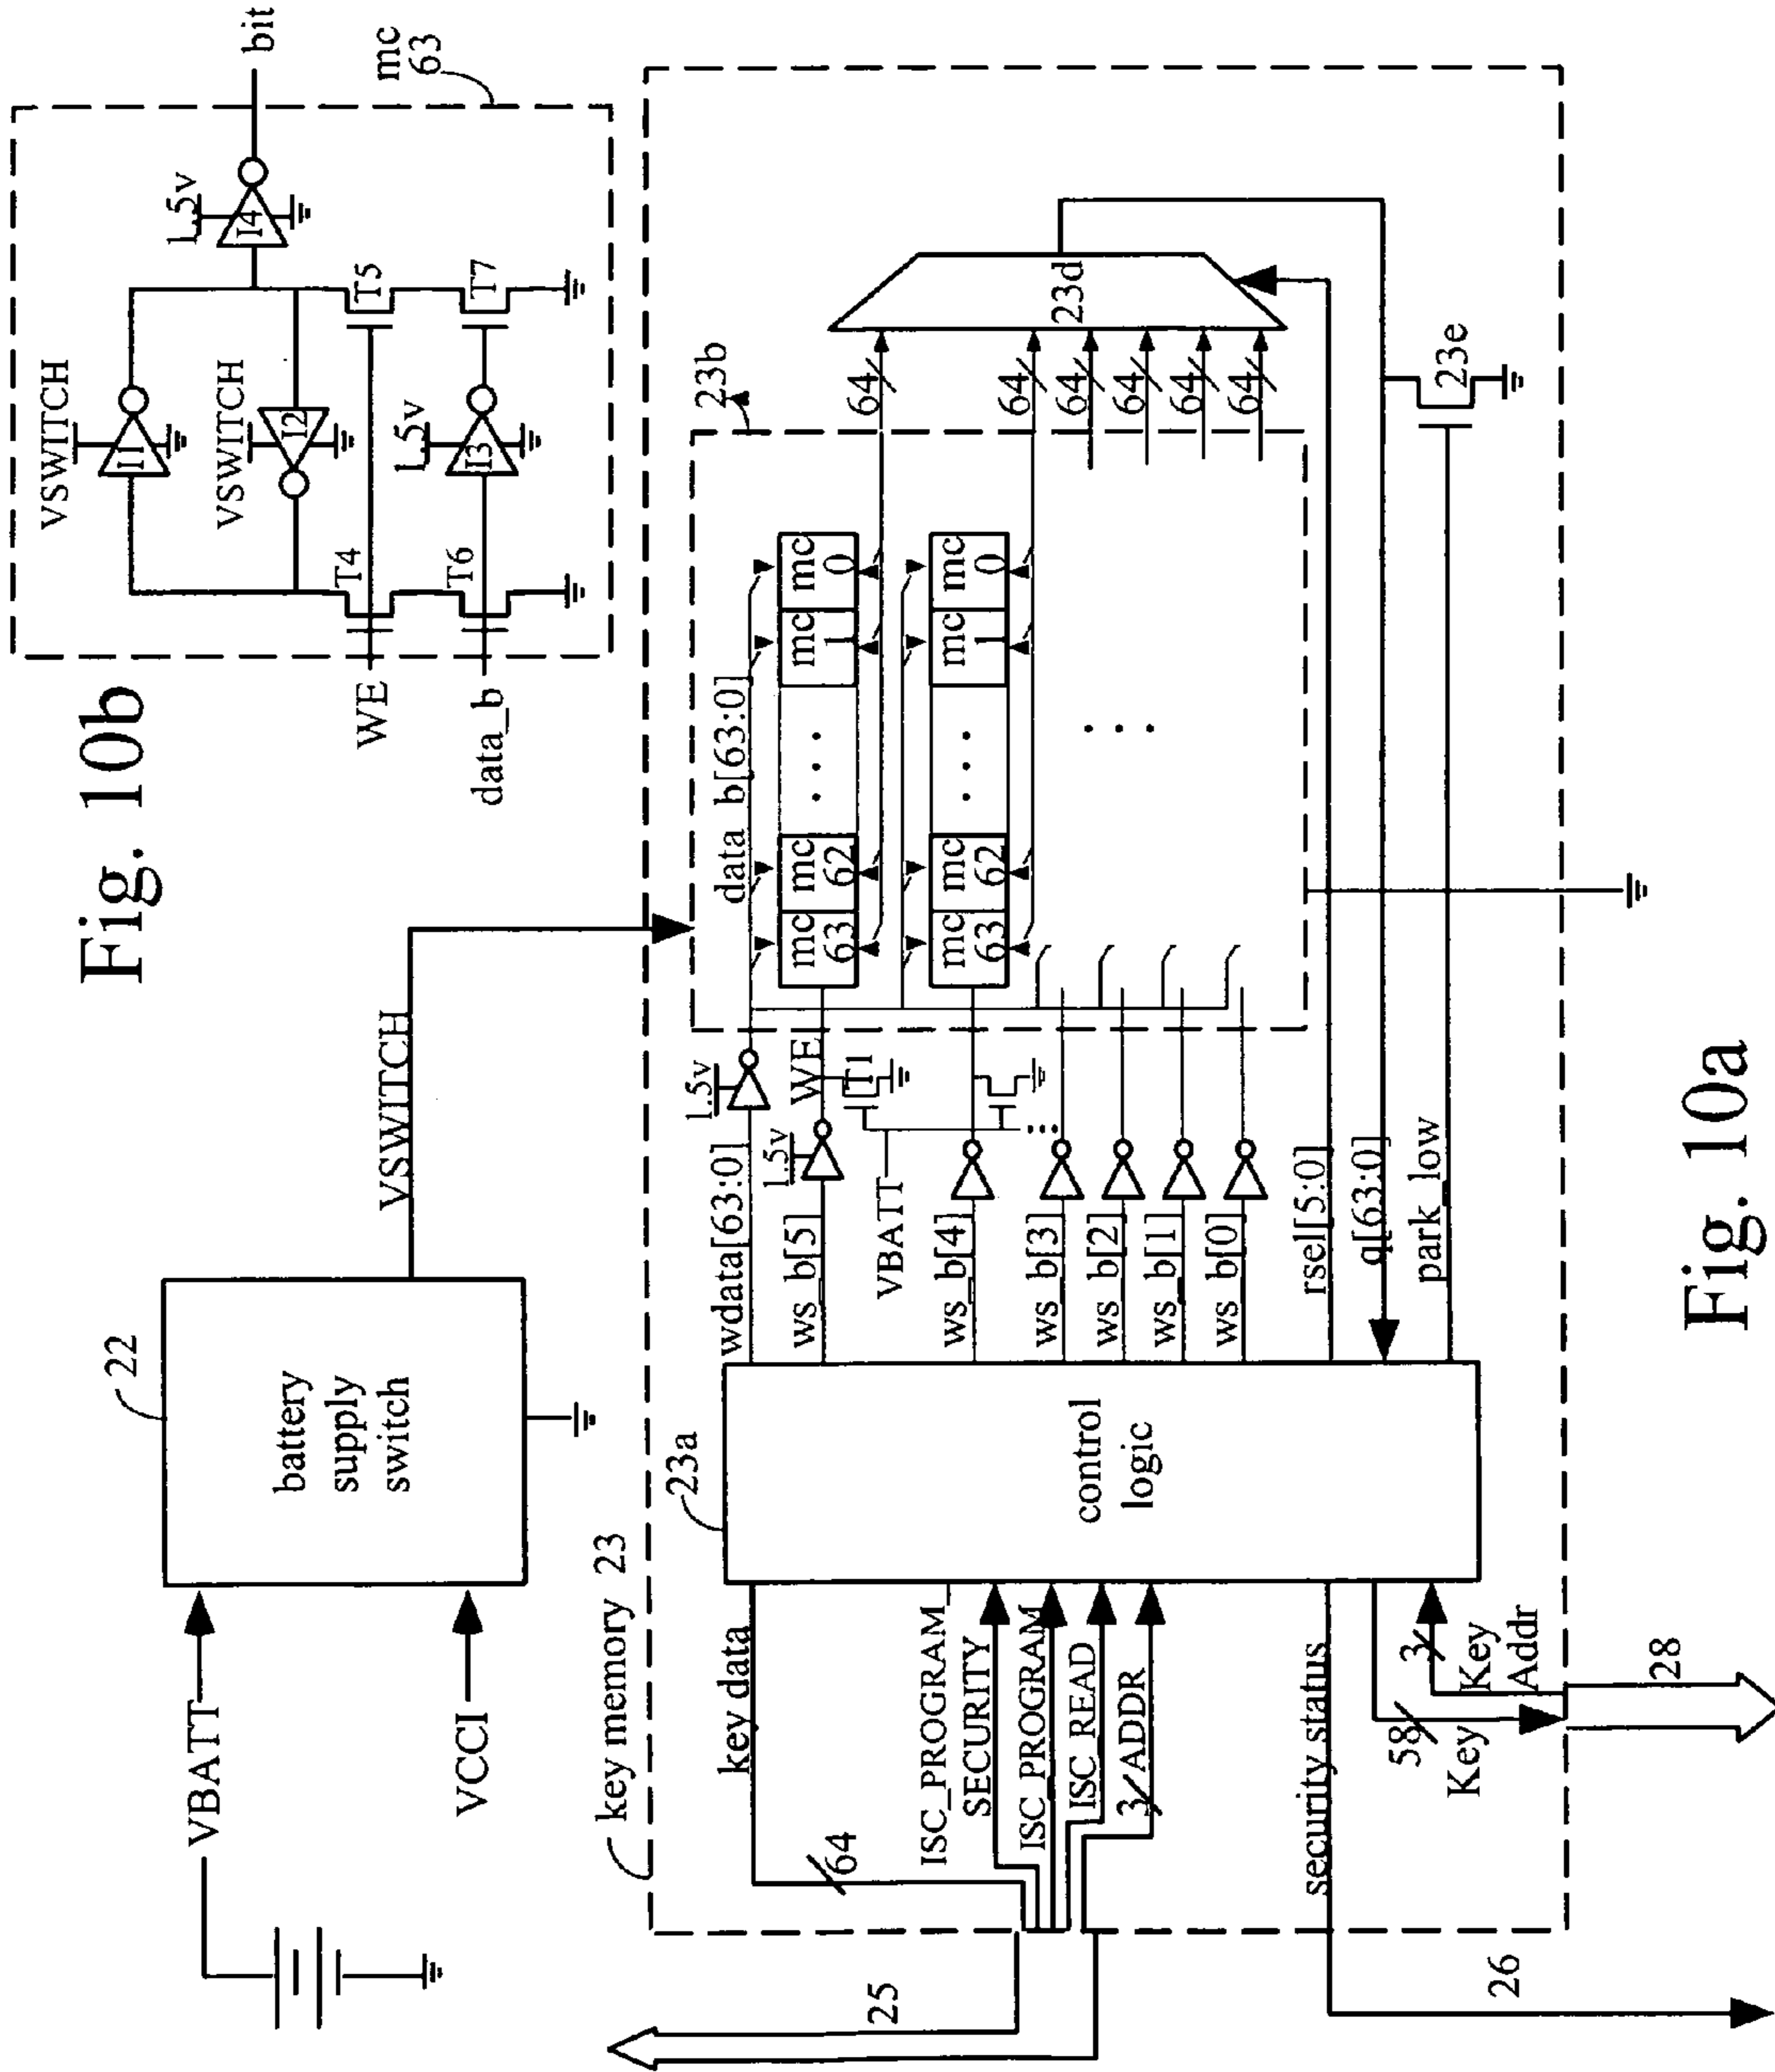 Fig. 10b
VSWITCH
I1
VSWITCH
I2
1.5v
I4
bit
mc
63
T4
T5
WE
1.5v
I3
T6
T7
data_b
22
battery
supply
switch
VBATT
VCCI
VSWITCH
key memory 23
23a
control
logic
key data
64
ISC_PROGRAM_
SECURITY
ISC_PROGRAM
ISC_READ
3
ADDR
security status
58
Key
3
Key
Addr
25
26
28
wdata[63:0]
1.5v
data_b[63:0]
23b
ws_b[5]
1.5v
WE
T1
mc
63
mc
62
. . .
mc
1
mc
0
64
VBATT
ws_b[4]
mc
63
mc
62
. . .
mc
1
mc
0
64
ws_b[3]
64
ws_b[2]
64
ws_b[1]
64
ws_b[0]
64
. . .
23d
rsel[5:0]
q[63:0]
park_low
23e
Fig. 10a